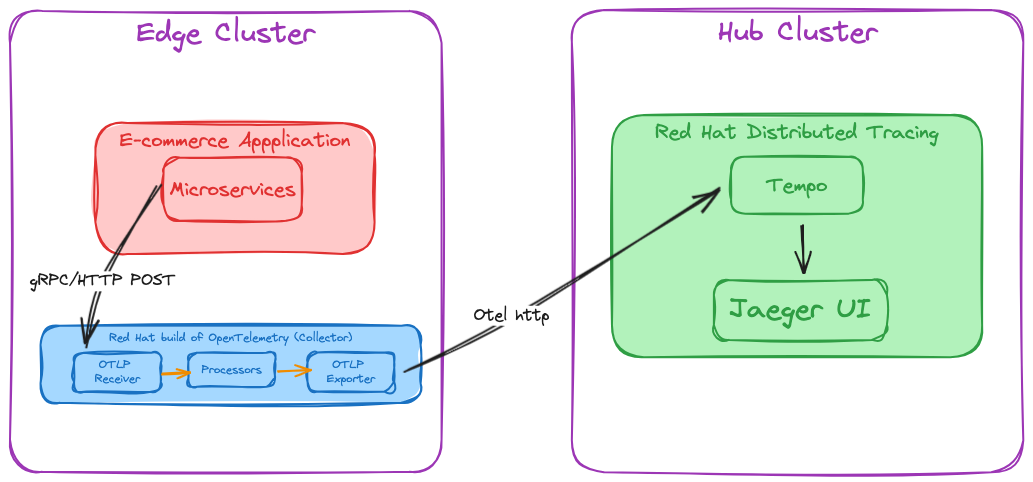 Edge Cluster
E-commerce Appplication
Microservices
gRPC/HTTP POST
Red Hat build of OpenTelemetry (Collector)
OTLP
Receiver
Processors
OTLP
Exporter
Otel http
Hub Cluster
Red Hat Distributed Tracing
Tempo
Jaeger UI